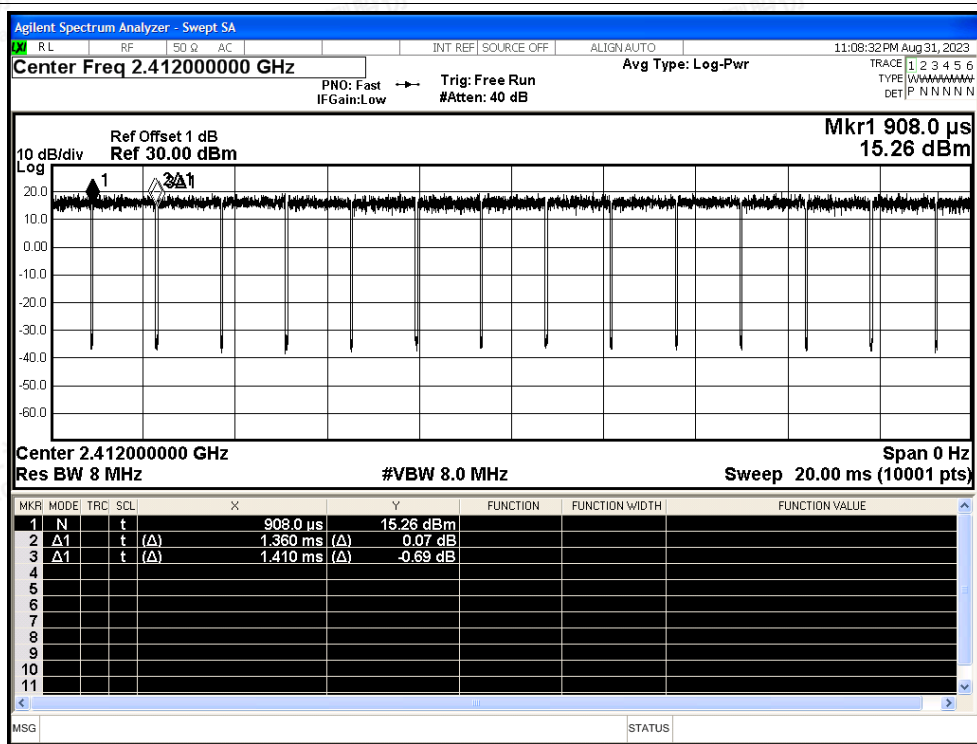 Agilent Spectrum Analyzer - Swept SA
LXI RL RF 50 Ω AC INT REF SOURCE OFF ALIGN AUTO 11:08:32 PM Aug 31, 2023
Center Freq 2.412000000 GHz Avg Type: Log-Pwr TRACE 1 2 3 4 5 6
PNO: Fast Trig: Free Run TYPE WWWWWW
IFGain:Low #Atten: 40 dB DET P N N N N N
Mkr1 908.0 µs
Ref Offset 1 dB
10 dB/div Ref 30.00 dBm 15.26 dBm
Log
1 3Δ1
20.0
10.0
0.00
-10.0
-20.0
-30.0
-40.0
-50.0
-60.0
Center 2.412000000 GHz Span 0 Hz
Res BW 8 MHz #VBW 8.0 MHz Sweep 20.00 ms (10001 pts)
MKR MODE TRC SCL X Y FUNCTION FUNCTION WIDTH FUNCTION VALUE
1 N t 908.0 µs 15.26 dBm
2 Δ1 t (Δ) 1.360 ms (Δ) 0.07 dB
3 Δ1 t (Δ) 1.410 ms (Δ) -0.69 dB
4
5
6
7
8
9
10
11
MSG STATUS